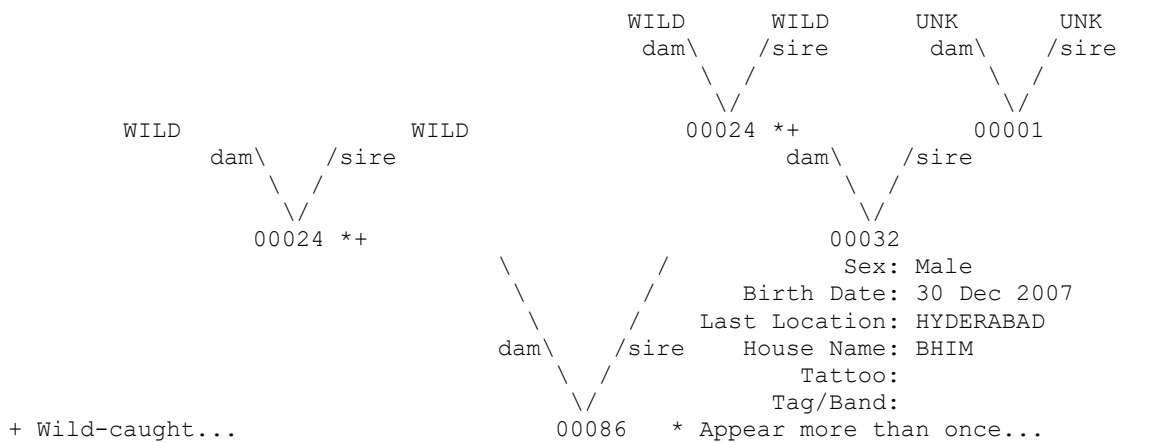 WILD WILD UNK UNK
dam\ /sire dam\ /sire
\ / \ /
\/ \/
WILD WILD 00024 *+ 00001
dam\ /sire dam\ /sire
\ / \ /
\/ \/
00024 *+ 00032
\ / Sex: Male
\ / Birth Date: 30 Dec 2007
\ / Last Location: HYDERABAD
dam\ /sire House Name: BHIM
\ / Tattoo:
\/ Tag/Band:
+ Wild-caught... 00086 * Appear more than once...